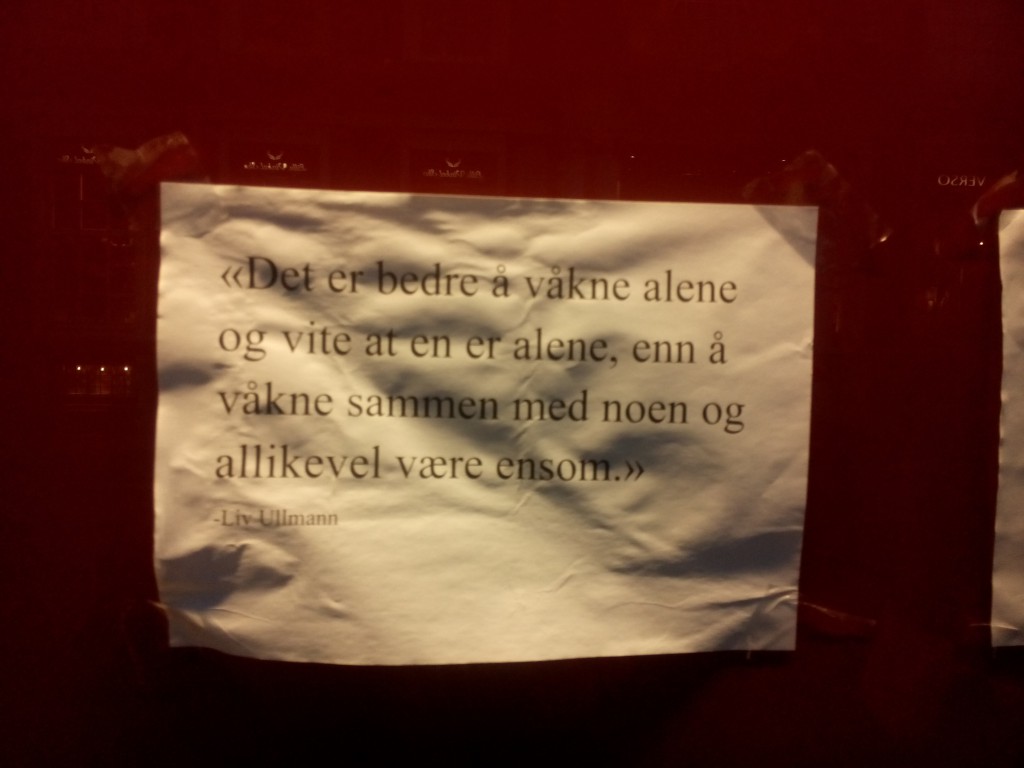 «Det er bedre å våkne alene
og vite at en er alene, enn å
våkne sammen med noen og
allikevel være ensom.»
-Liv Ullmann
VERSO